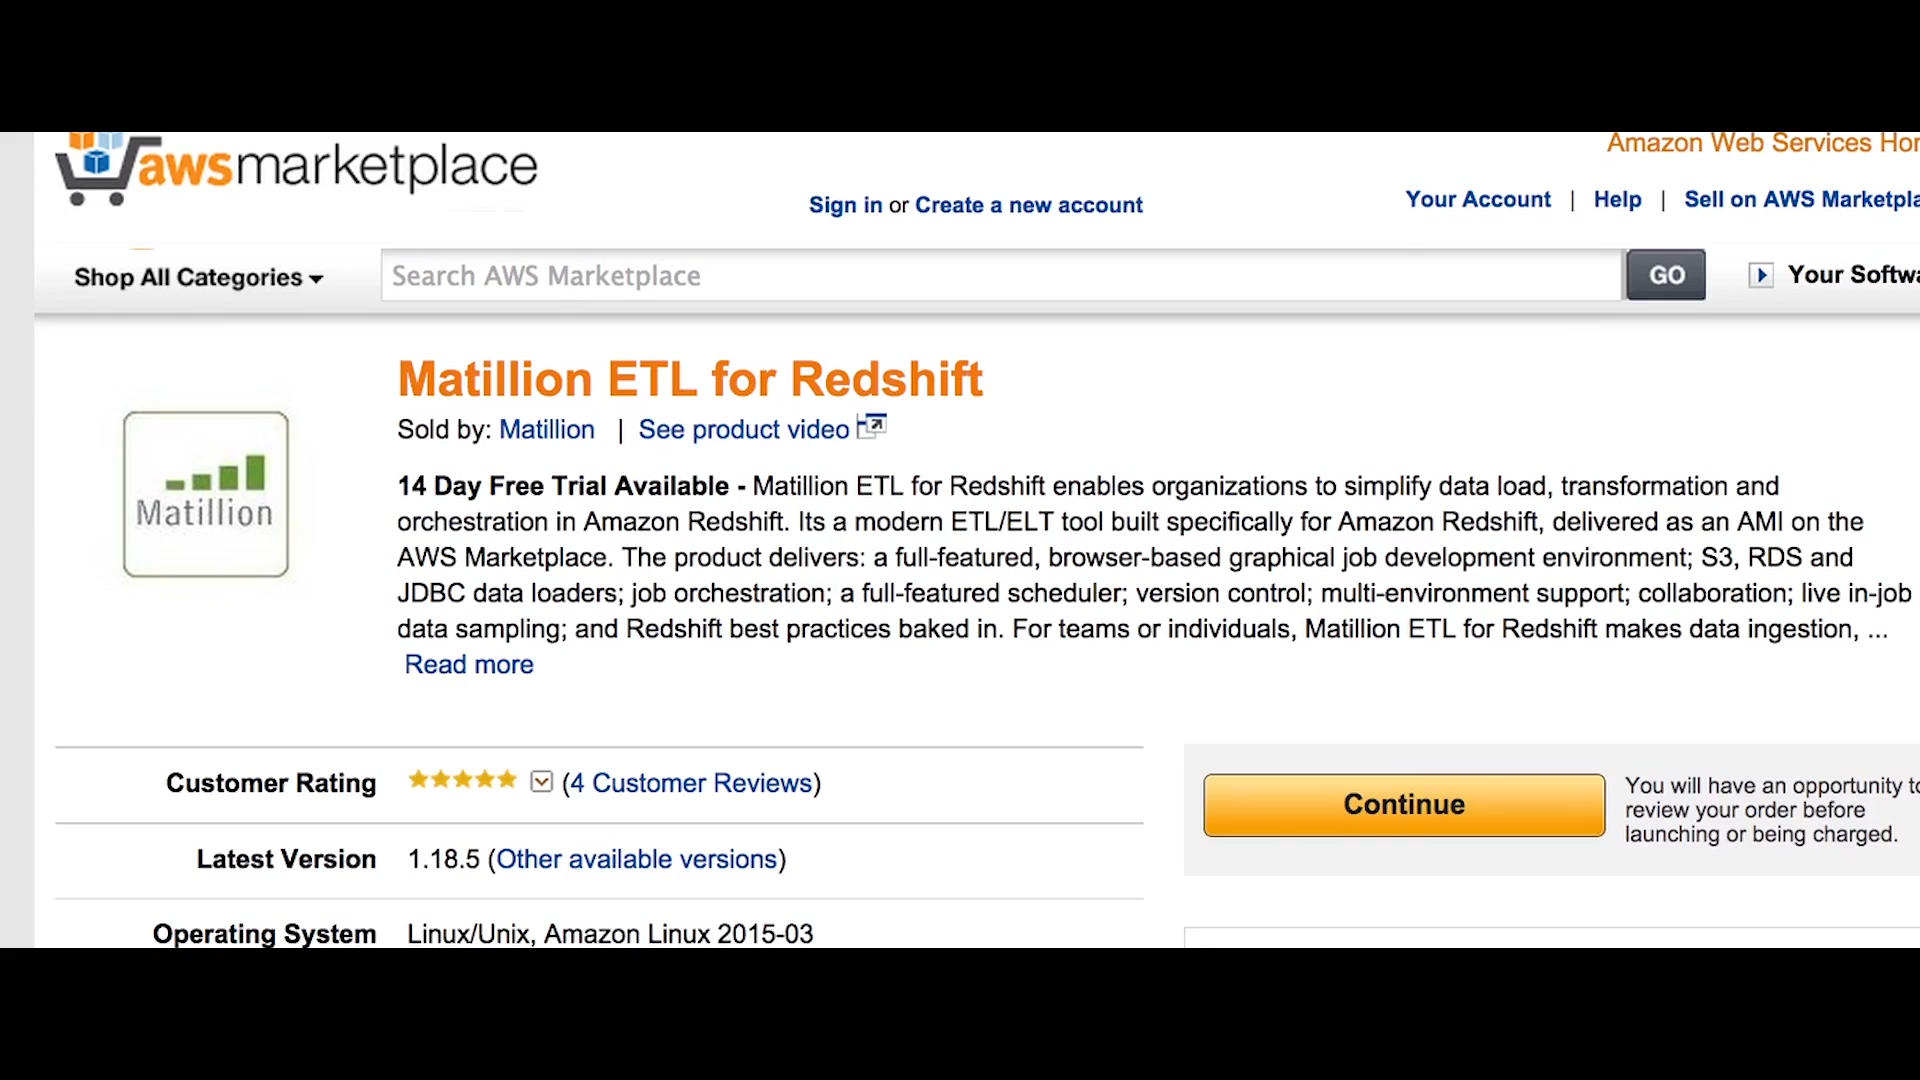 Amazon Web Services Hor
awsmarketplace
Sign in or Create a new account
Your Account | Help | Sell on AWS Marketpla
Shop All Categories
Search AWS Marketplace
GO
Your Softwa
Matillion ETL for Redshift
Sold by: Matillion | See product video
Matillion
14 Day Free Trial Available - Matillion ETL for Redshift enables organizations to simplify data load, transformation and
orchestration in Amazon Redshift. Its a modern ETL/ELT tool built specifically for Amazon Redshift, delivered as an AMI on the
AWS Marketplace. The product delivers: a full-featured, browser-based graphical job development environment; S3, RDS and
JDBC data loaders; job orchestration; a full-featured scheduler; version control; multi-environment support; collaboration; live in-job
data sampling; and Redshift best practices baked in. For teams or individuals, Matillion ETL for Redshift makes data ingestion, ...
Read more
Customer Rating (4 Customer Reviews)
Latest Version 1.18.5 (Other available versions)
Operating System Linux/Unix, Amazon Linux 2015-03
Continue
You will have an opportunity to
review your order before
launching or being charged.